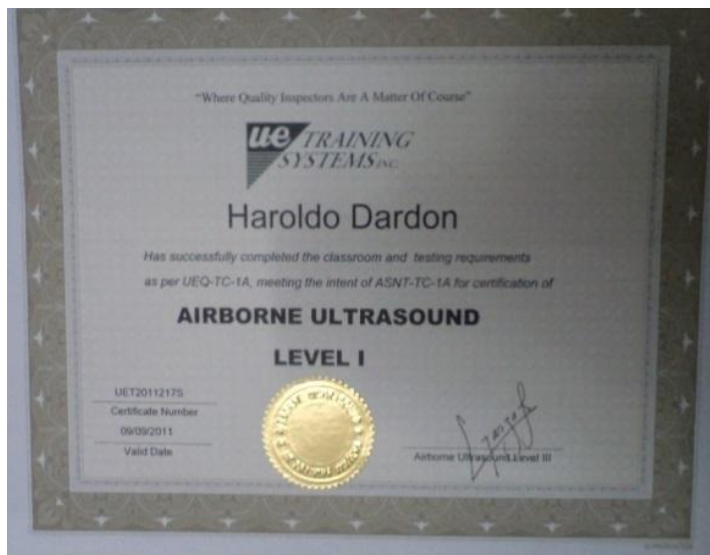 "Where Quality Inspectors Are A Matter Of Course"
ue TRAINING
SYSTEMS INC.
Haroldo Dardon
Has successfully completed the classroom and testing requirements
as per UEQ-TC-1A, meeting the intent of ASNT-TC-1A for certification of
AIRBORNE ULTRASOUND
LEVEL I
UET2011217S
Certificate Number
09/09/2011
Valid Date
Airborne Ultrasound Level III